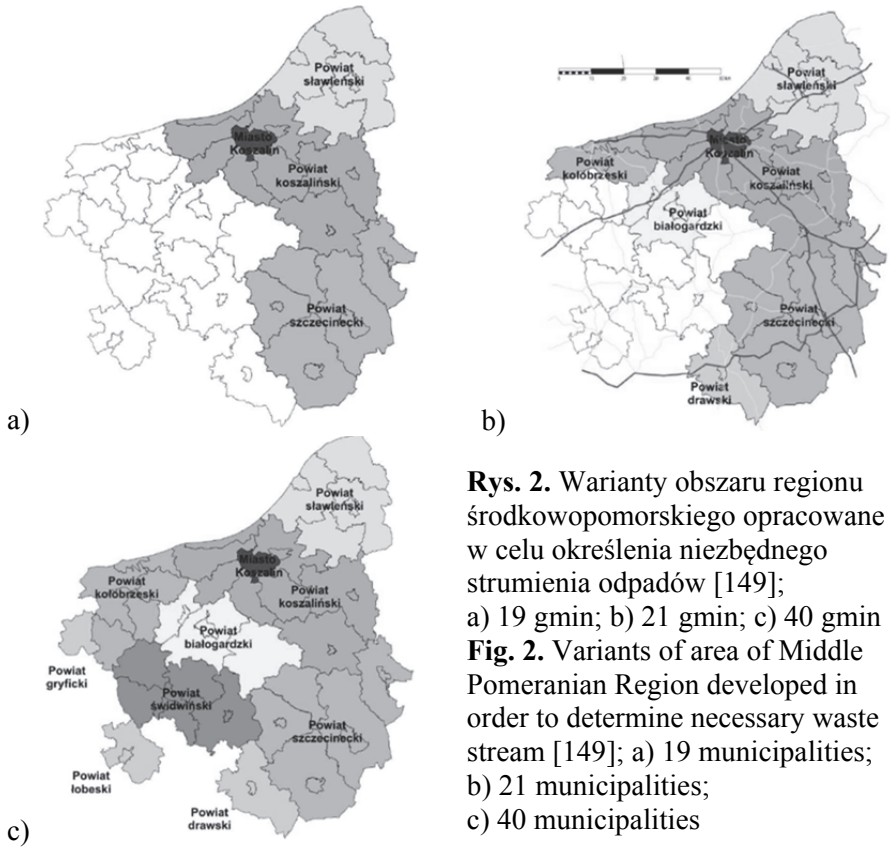 Powiat
sławieński
Miasto
Koszalin
Powiat
koszaliński
Powiat
szczecinecki
a)
Powiat
sławieński
Miasto
Koszalin
Powiat
kołobrzeski
Powiat
koszaliński
Powiat
białogardzki
Powiat
szczecinecki
Powiat
drawski
b)
Powiat
sławieński
Miasto
Koszalin
Powiat
kołobrzeski
Powiat
koszaliński
Powiat
białogardzki
Powiat
gryficki
Powiat
świdwiński
Powiat
szczecinecki
Powiat
łobeski
Powiat
drawski
c)
Rys. 2. Warianty obszaru regionu
środkowopomorskiego opracowane
w celu określenia niezbędnego
strumienia odpadów [149];
a) 19 gmin; b) 21 gmin; c) 40 gmin
Fig. 2. Variants of area of Middle
Pomeranian Region developed in
order to determine necessary waste
stream [149]; a) 19 municipalities;
b) 21 municipalities;
c) 40 municipalities